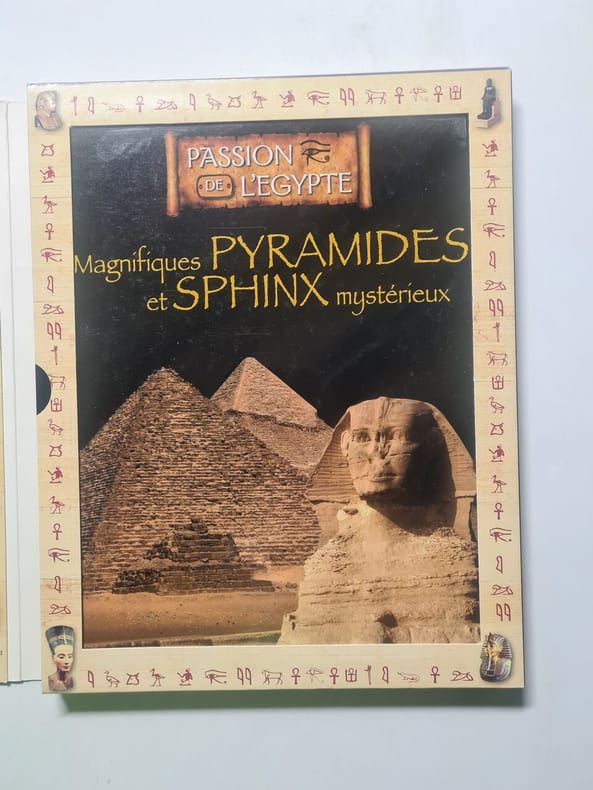 PASSION
DE L'EGYPTE
Magnifiques PYRAMIDES
et SPHINX mystérieux